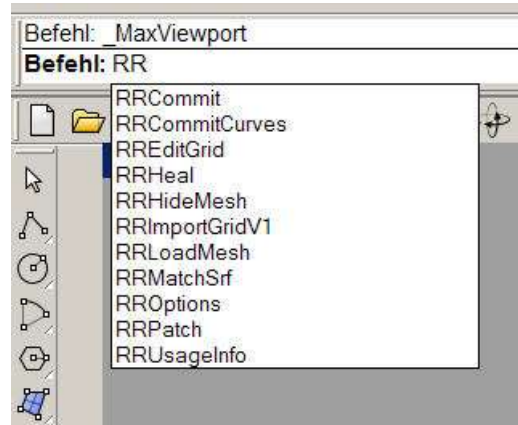 Befehl: _MaxViewport
Befehl: RR
RRCommit
RRCommitCurves
RREditGrid
RRHeal
RRHideMesh
RRImportGridV1
RRLoadMesh
RRMatchSrf
RROptions
RRPatch
RRUsageInfo